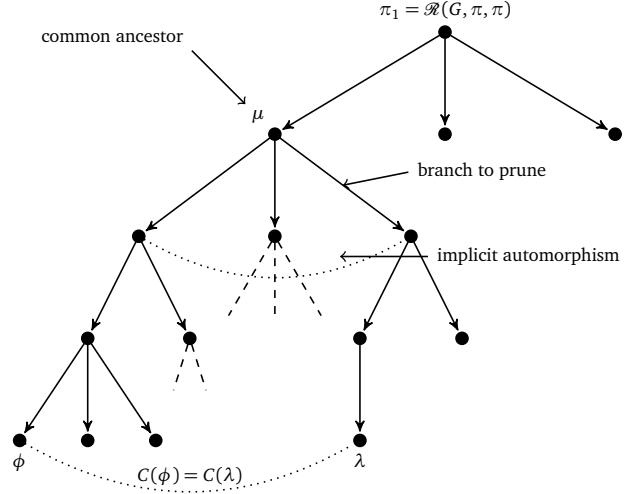 π₁ = ℛ(G, π, π)
common ancestor
μ
branch to prune
implicit automorphism
C(ϕ) = C(λ)
ϕ
λ